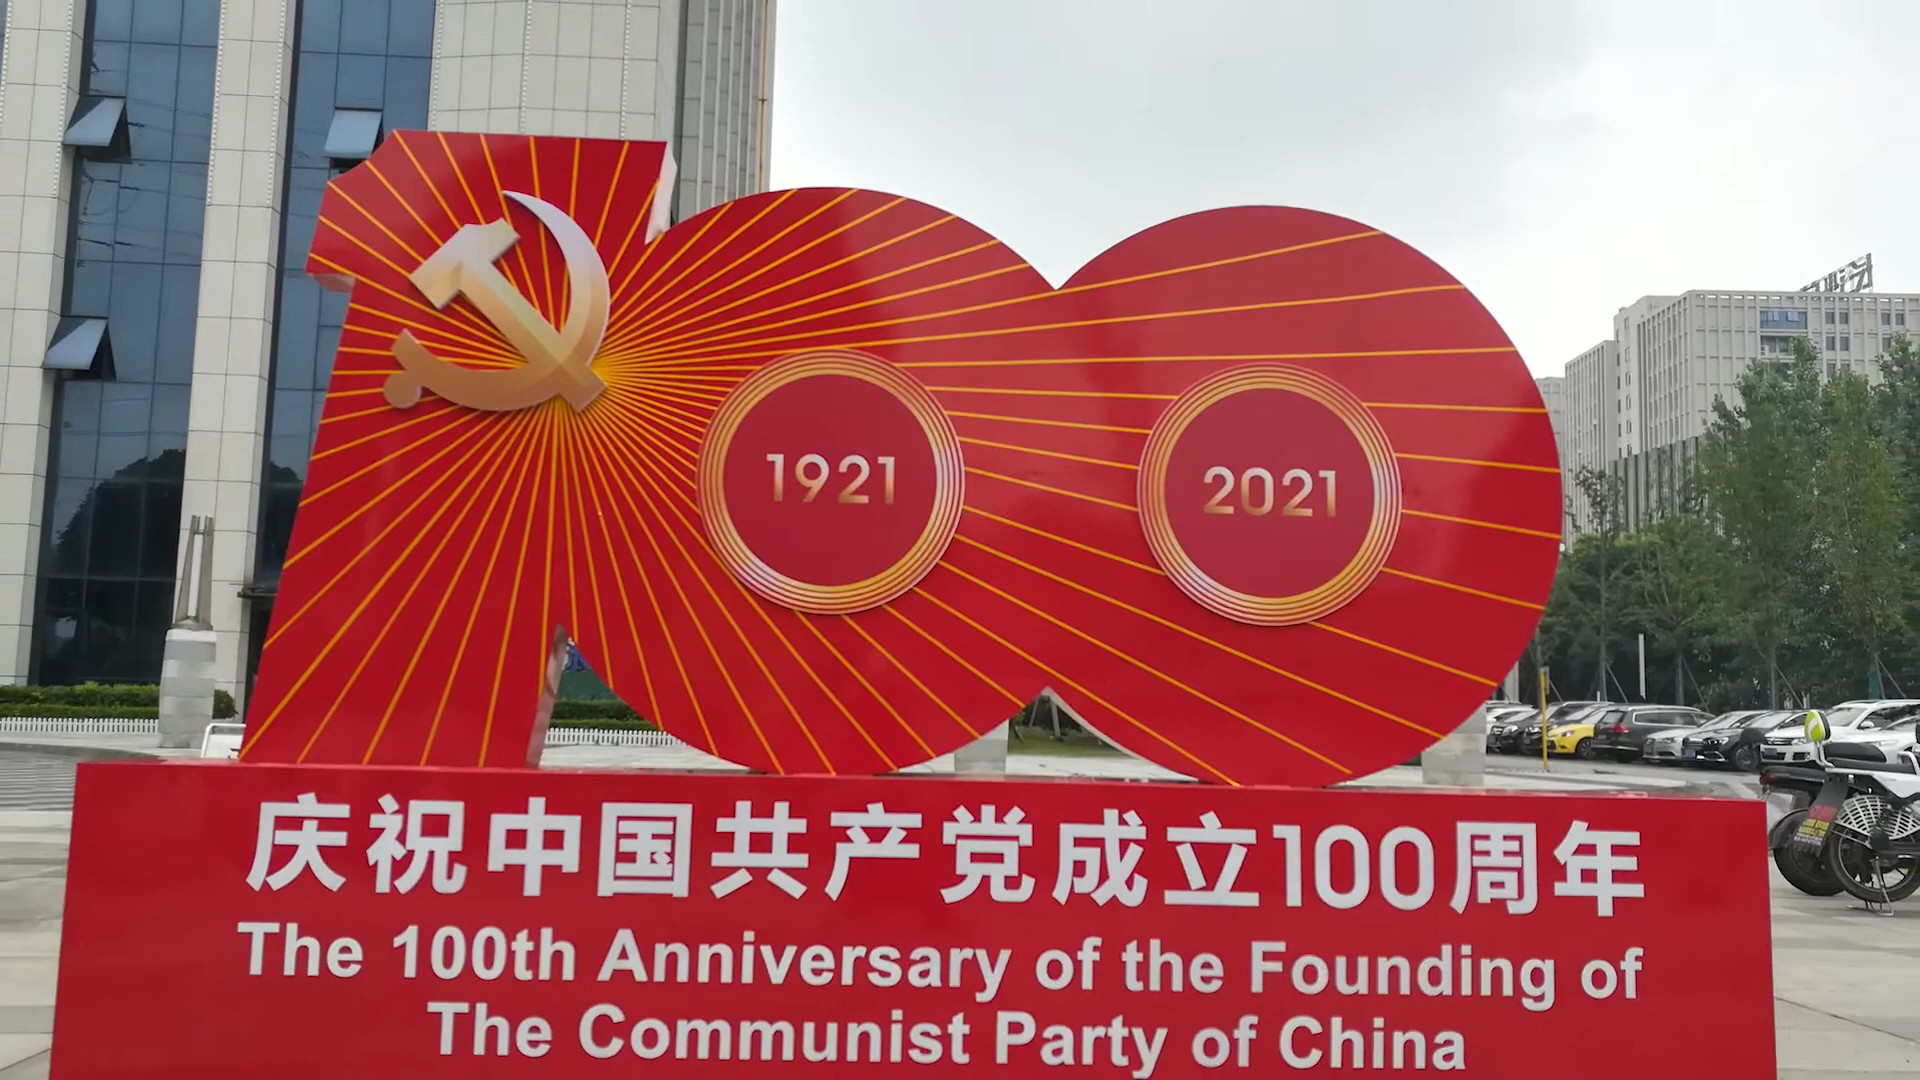 1921
2021
庆祝中国共产党成立100周年
The 100th Anniversary of the Founding of
The Communist Party of China